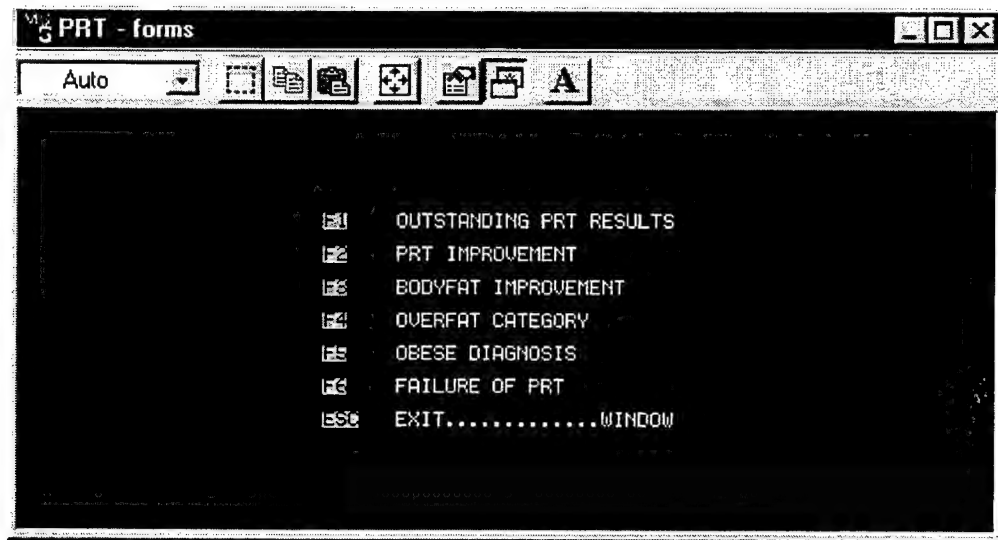 PRT - forms
Auto
A
F1 OUTSTANDING PRT RESULTS
F2 PRT IMPROVEMENT
F3 BODYFAT IMPROVEMENT
F4 OVERFAT CATEGORY
F5 OBESE DIAGNOSIS
F6 FAILURE OF PRT
ESC EXIT..............WINDOW